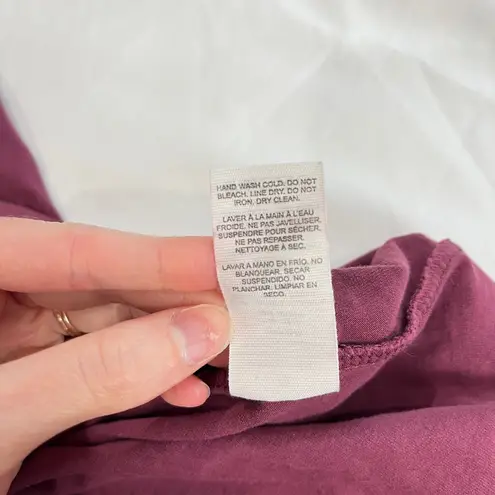 HAND WASH COLD. DO NOT
BLEACH. LINE DRY. DO NOT
IRON, DRY CLEAN.
LAVER À LA MAIN À L'EAU
FROIDE, NE PAS JAVELLISER.
SUSPENDRE POUR SÉCHER.
NE PAS REPASSER.
NETTOYAGE À SEC.
LAVAR A MANO EN FRÍO. NO
BLANQUEAR, SECAR
SUSPENDIDO. NO
PLANCHAR. LIMPIAR EN
SECO.